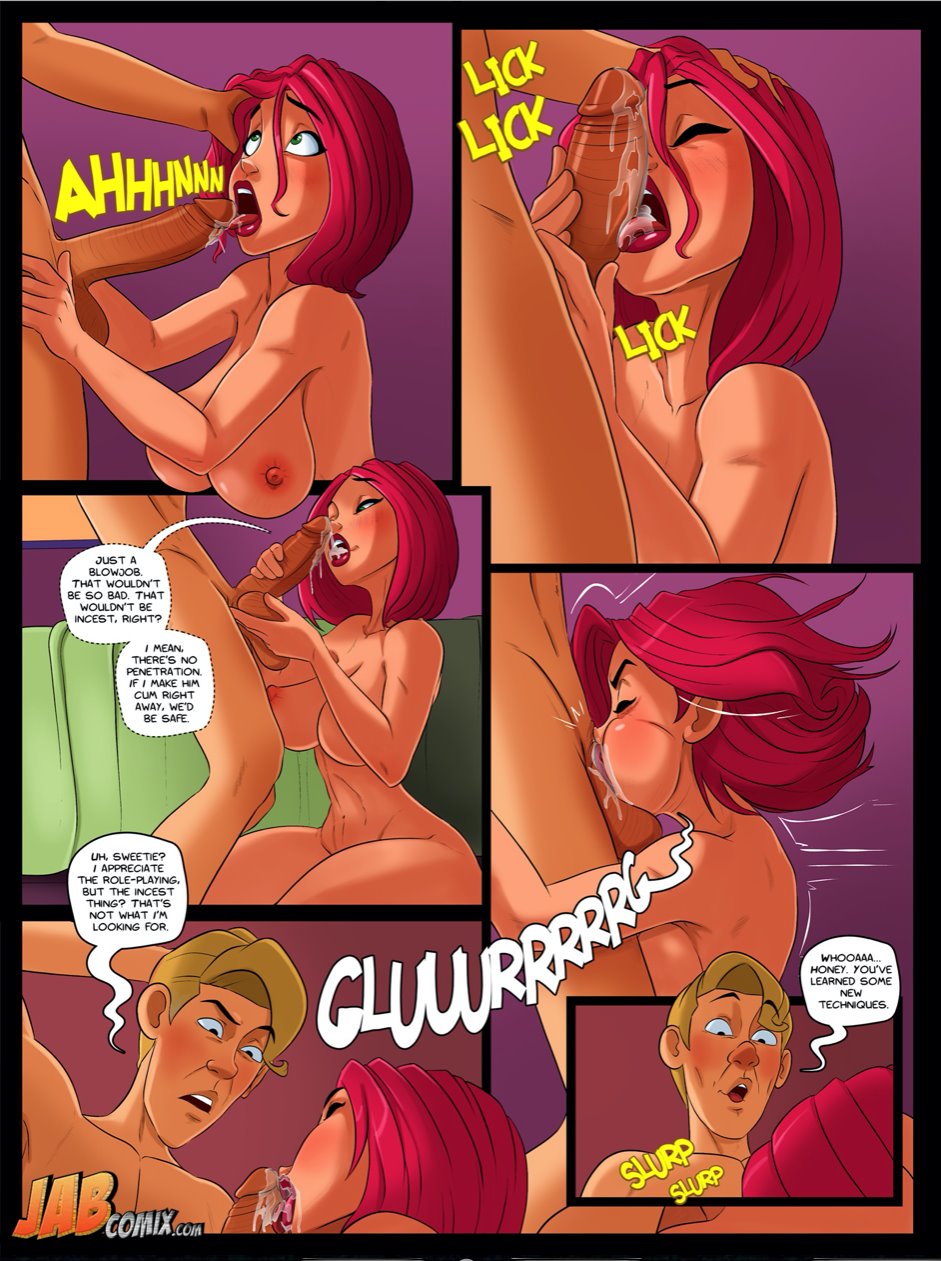 AHHHNNN
LICK
LICK
LICK
JUST A
BLOWJOB.
THAT WOULDN'T
BE SO BAD. THAT
WOULDN'T BE
INCEST, RIGHT?
I MEAN,
THERE'S NO
PENETRATION.
IF I MAKE HIM
CUM RIGHT
AWAY, WE'D
BE SAFE.
GLUUURRRRRG
UH, SWEETIE?
I APPRECIATE
THE ROLE-PLAYING,
BUT THE INCEST
THING? THAT'S
NOT WHAT I'M
LOOKING FOR.
WHOOAAA...
HONEY. YOU'VE
LEARNED SOME
NEW
TECHNIQUES.
SLURP
SLURP
JAB
COMIX.COM